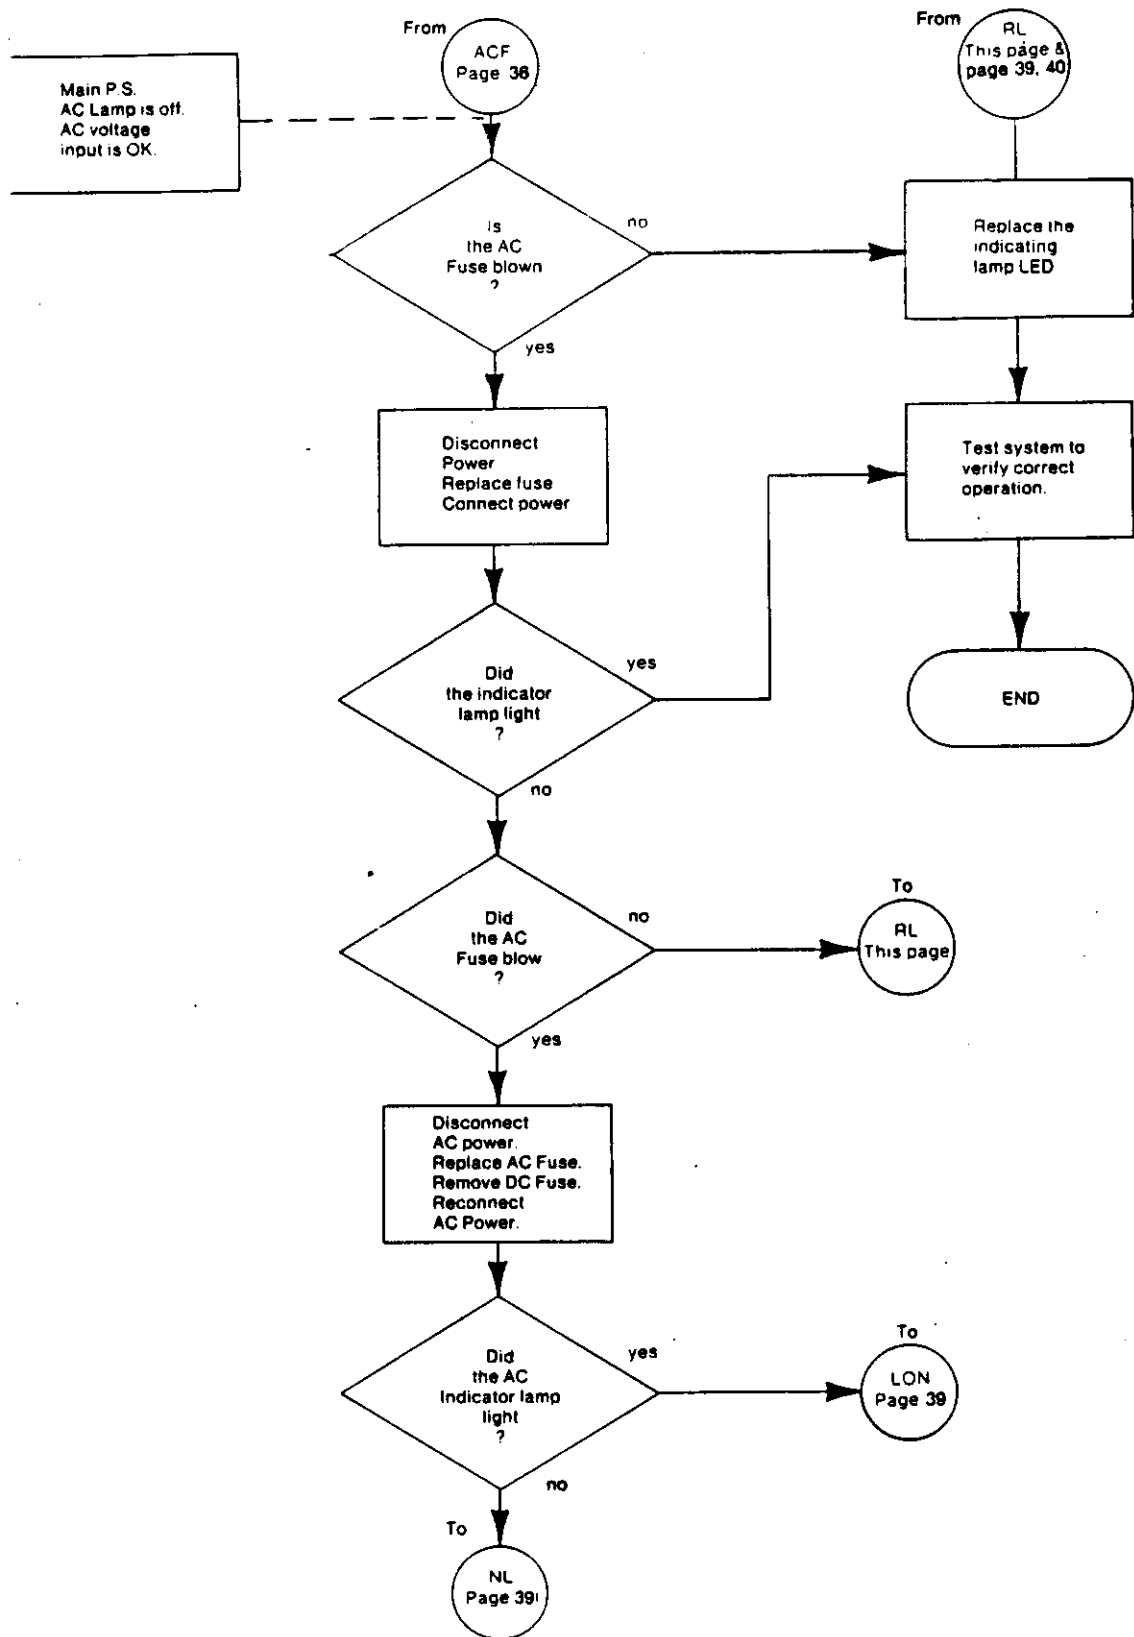 From
ACF
Page 36
From
RL
This page &
page 39, 40
Main P.S.
AC Lamp is off.
AC voltage
input is OK.
Is
the AC
Fuse blown
?
no
yes
Replace the
indicating
lamp LED
Disconnect
Power
Replace fuse
Connect power
Test system to
verify correct
operation.
Did
the indicator
lamp light
?
yes
no
END
Did
the AC
Fuse blow
?
no
yes
To
RL
This page
Disconnect
AC power.
Replace AC Fuse.
Remove DC Fuse.
Reconnect
AC Power.
Did
the AC
Indicator lamp
light
?
yes
no
To
LON
Page 39
To
NL
Page 39